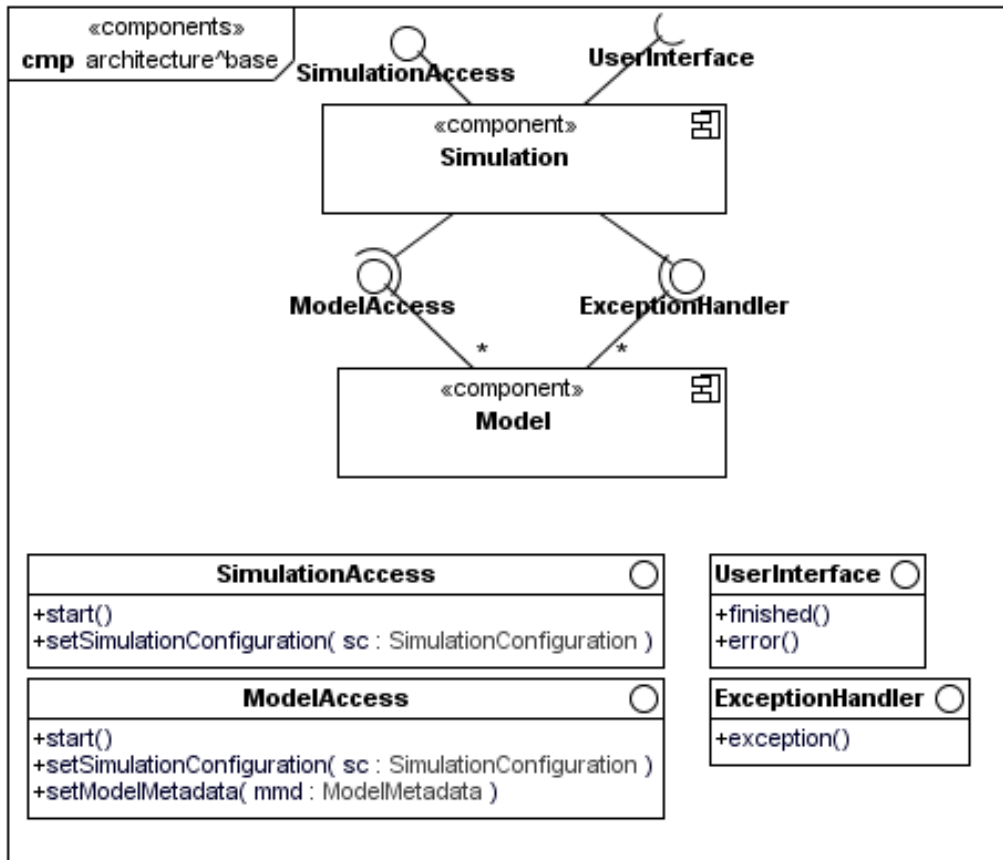 «components»
cmp architecture^base
SimulationAccess
UserInterface
«component»
Simulation
ModelAccess
ExceptionHandler
* *
«component»
Model
SimulationAccess
+start()
+setSimulationConfiguration( sc : SimulationConfiguration )
UserInterface
+finished()
+error()
ModelAccess
+start()
+setSimulationConfiguration( sc : SimulationConfiguration )
+setModelMetadata( mmd : ModelMetadata )
ExceptionHandler
+exception()